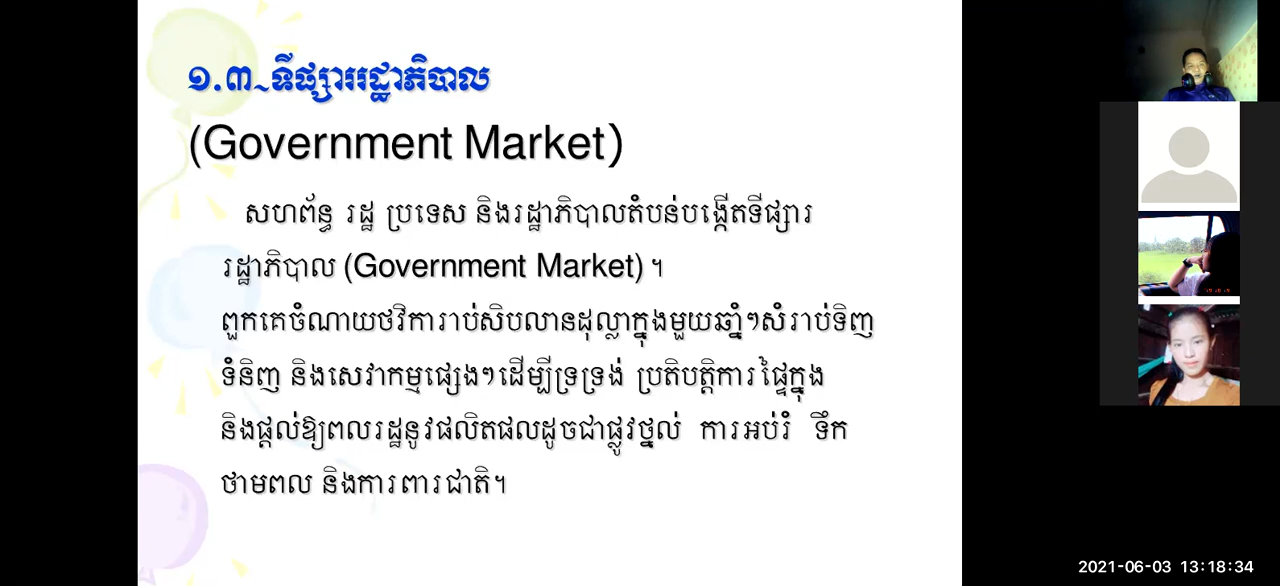 ១.៣~ទីផ្សាររដ្ឋាភិបាល
(Government Market)
សហព័ន្ធ រដ្ឋ ប្រទេស និងរដ្ឋាភិបាលតំបន់បង្កើតទីផ្សារ
រដ្ឋាភិបាល (Government Market) ។
ពួកគេចំណាយថវិការាប់សិបលានដុល្លាក្នុងមួយឆ្នាំៗសំរាប់ទិញ
ទំនិញ និងសេវាកម្មផ្សេងៗដើម្បីទ្រទ្រង់ ប្រតិបត្តិការផ្ទៃក្នុង
និងផ្តល់ឱ្យពលរដ្ឋនូវផលិតផលដូចជាផ្លូវថ្នល់ ការអប់រំ ទឹក
ថាមពល និងការពារជាតិ។
2021-06-03 13:18:34